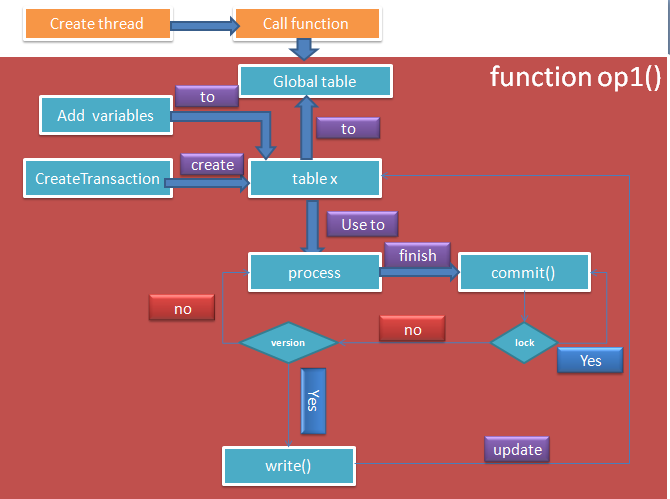 Create thread
Call function
function op1()
Global table
to
Add  variables
to
create
CreateTransaction
table x
Use to
finish
process
commit()
no
no
version
lock
Yes
Yes
update
write()